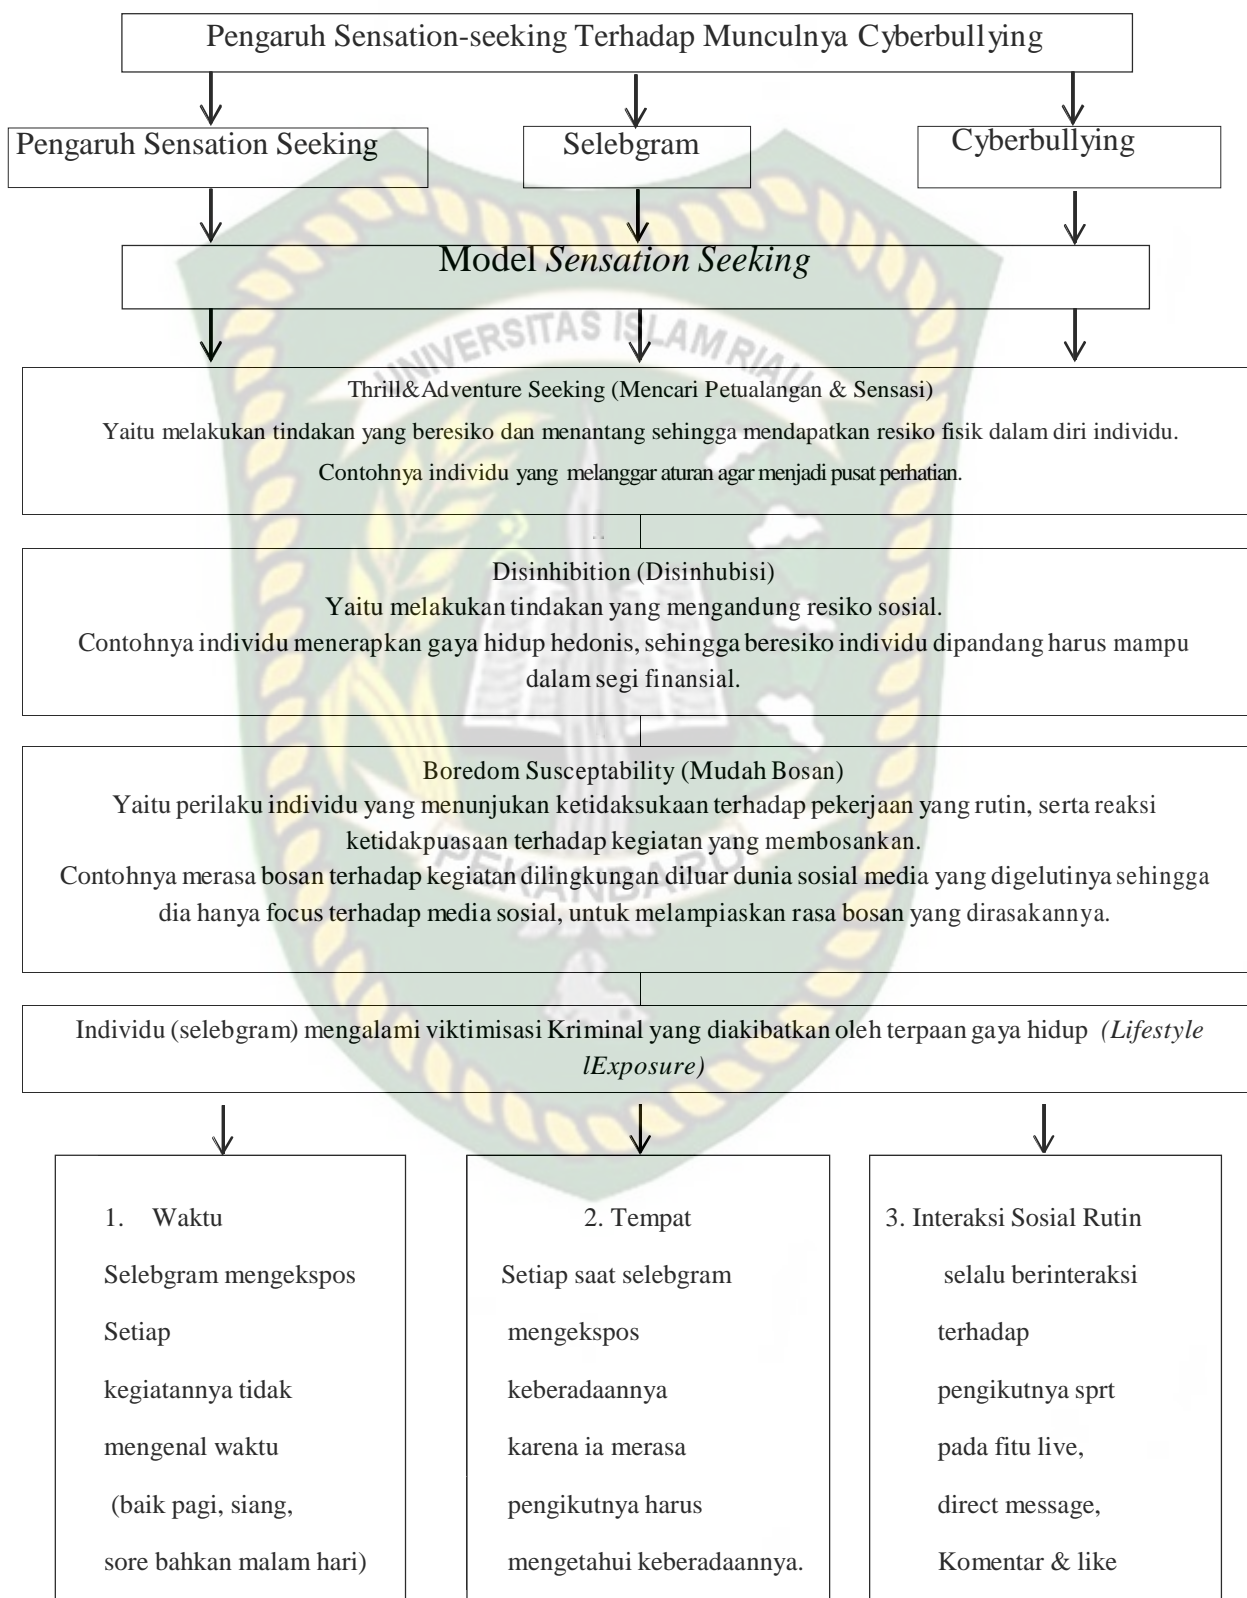 Pengaruh Sensation-seeking Terhadap Munculnya Cyberbullying
Pengaruh Sensation Seeking
Selebgram
Cyberbullying
Model Sensation Seeking
UNIVERSITAS ISLAM RIAU
Thrill&Adventure Seeking (Mencari Petualangan & Sensasi)
Yaitu melakukan tindakan yang beresiko dan menantang sehingga mendapatkan resiko fisik dalam diri individu.
Contohnya individu yang melanggar aturan agar menjadi pusat perhatian.
Disinhibition (Disinhubisi)
Yaitu melakukan tindakan yang mengandung resiko sosial.
Contohnya individu menerapkan gaya hidup hedonis, sehingga beresiko individu dipandang harus mampu
dalam segi finansial.
Boredom Susceptability (Mudah Bosan)
Yaitu perilaku individu yang menunjukan ketidaksukaan terhadap pekerjaan yang rutin, serta reaksi
ketidakpuasaan terhadap kegiatan yang membosankan.
PEKANBARU
Contohnya merasa bosan terhadap kegiatan dilingkungan diluar dunia sosial media yang digelutinya sehingga
dia hanya focus terhadap media sosial, untuk melampiaskan rasa bosan yang dirasakannya.
Individu (selebgram) mengalami viktimisasi Kriminal yang diakibatkan oleh terpaan gaya hidup (Lifestyle
lExposure)
1. Waktu
Selebgram mengekspos
Setiap
kegiatannya tidak
mengenal waktu
(baik pagi, siang,
sore bahkan malam hari)
2. Tempat
Setiap saat selebgram
mengekspos
keberadaannya
karena ia merasa
pengikutnya harus
mengetahui keberadaannya.
3. Interaksi Sosial Rutin
selalu berinteraksi
terhadap
pengikutnya sprt
pada fitu live,
direct message,
Komentar & like